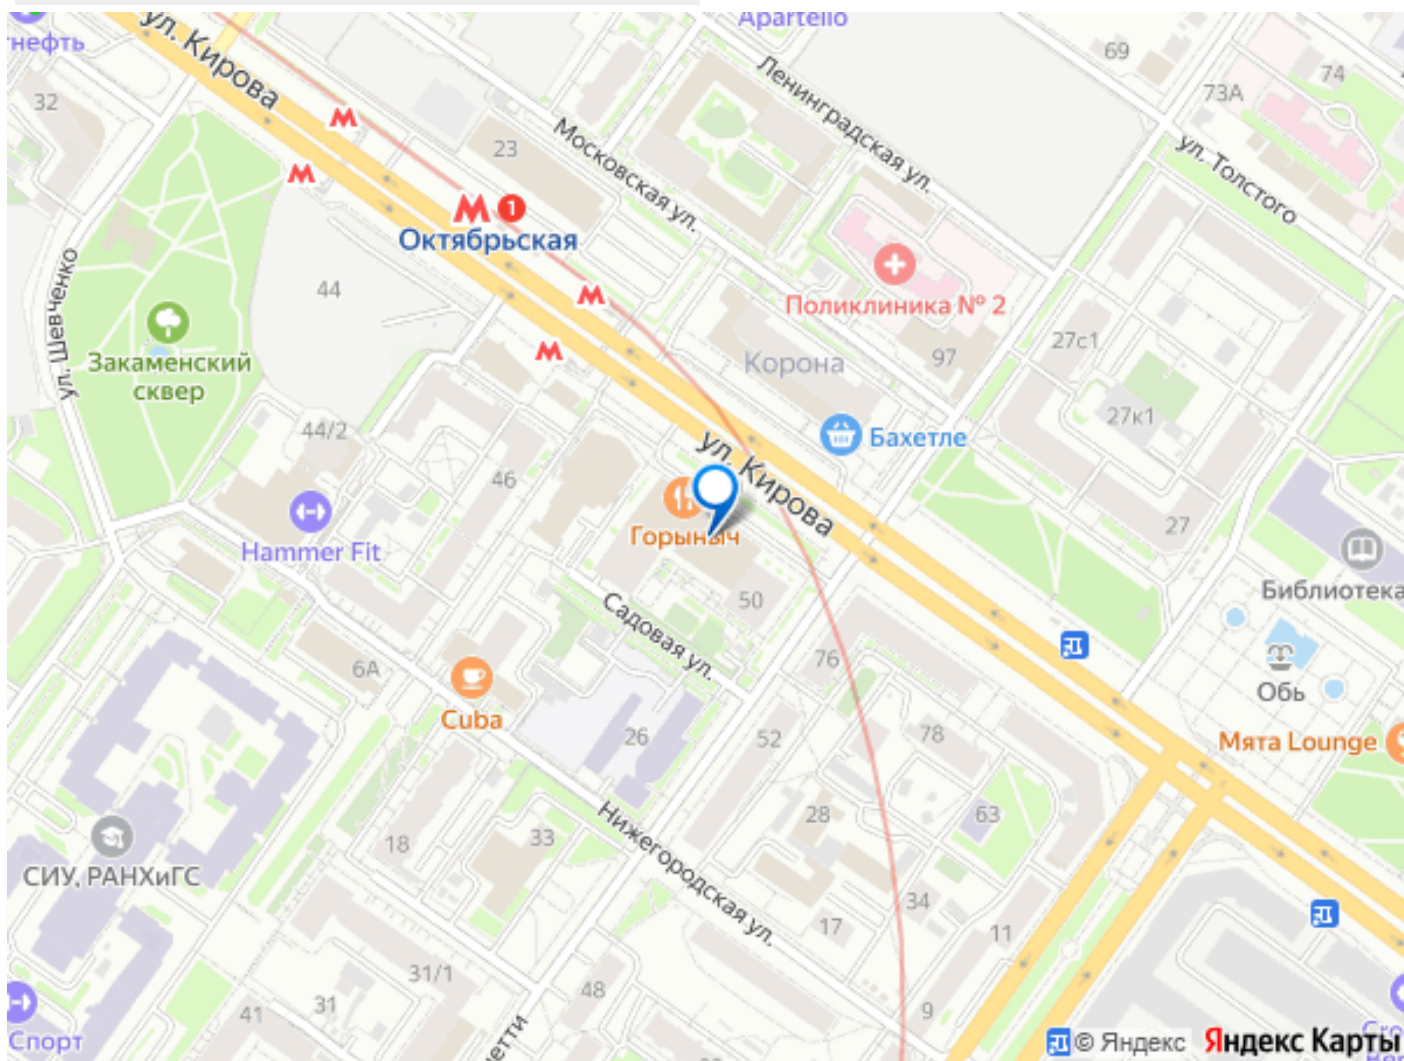 Apartello
нефть
ул. Кирова
69
74
73А
32
Ленинградская ул.
Московская ул.
23
ул. Толстого
М
М
М 1
Октябрьская
Поликлиника № 2
ул. Шевченко
44
М
М
Закаменский
сквер
Корона
97
27с1
27к1
44/2
Бахетле
ул. Кирова
46
Hammer Fit
Горыныч
27
Библиотека
50
Садовая ул.
76
6А
Обь
Cuba
26
52
78
Мята Lounge
28
63
18
33
Нижегородская ул.
СИУ, РАНХиГС
34
17
11
31/1
48
31
41
9
Спорт
етти
© Яндекс Яндекс Карты